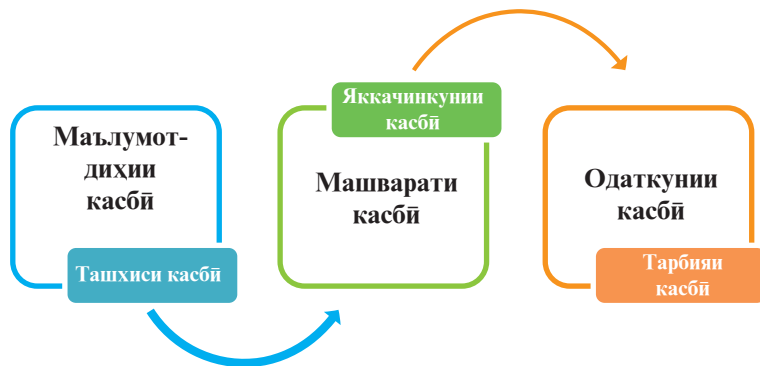 Маълумот-
диҳии
касбӣ
Ташхиси касбӣ
Яккачинкунии
касбӣ
Машварати
касбӣ
Одаткунии
касбӣ
Тарбияи
касбӣ